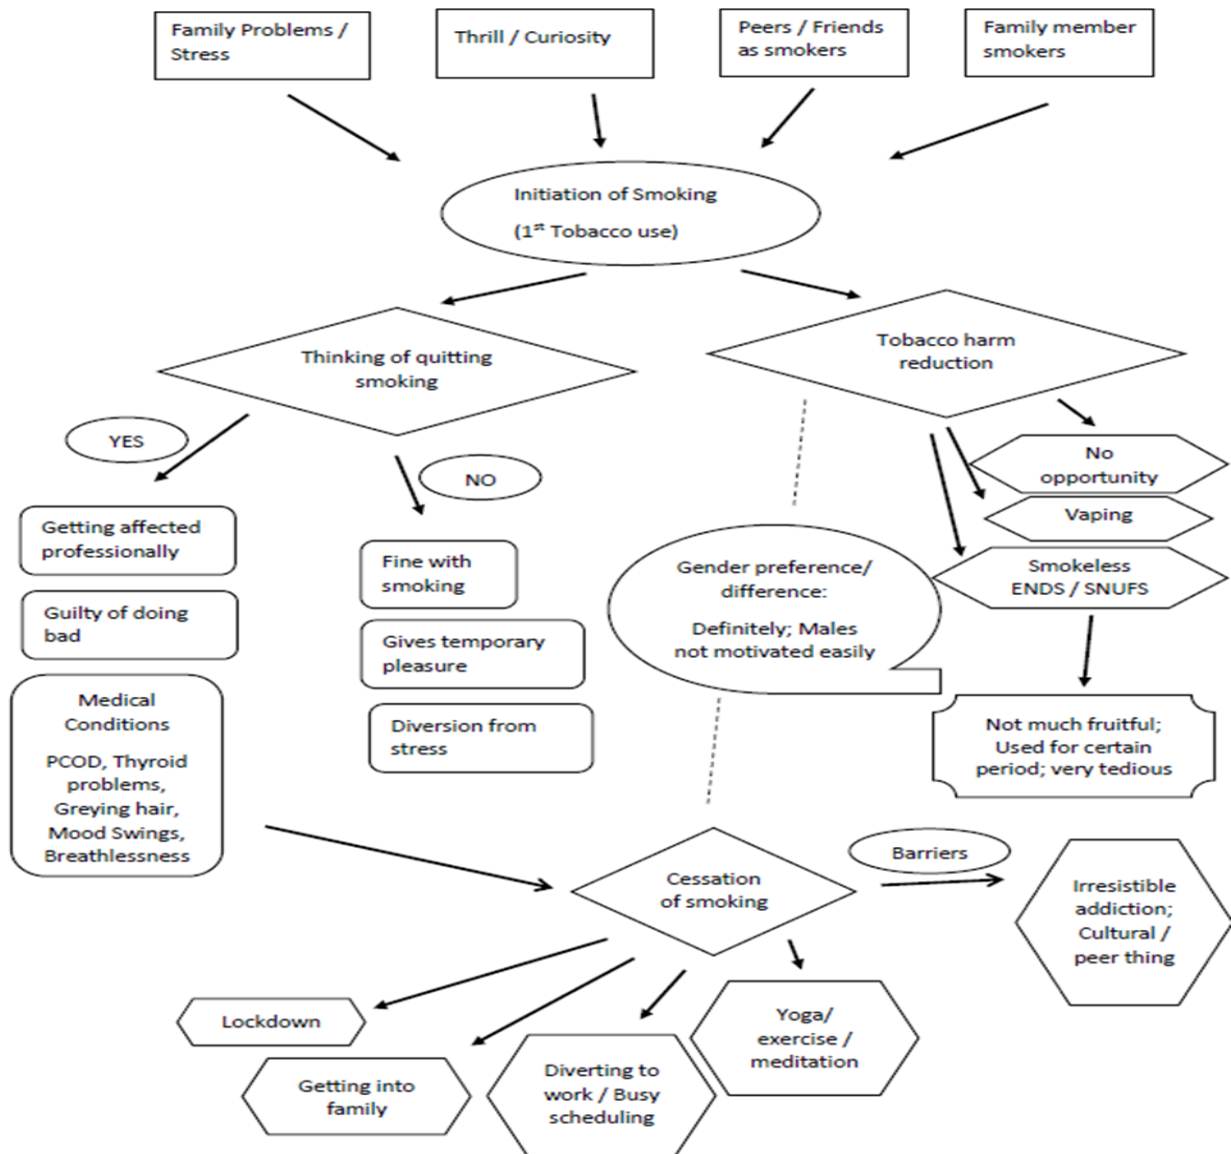 Family Problems /
Stress
Thrill / Curiosity
Peers / Friends
as smokers
Family member
smokers
Initiation of Smoking
(1st Tobacco use)
Thinking of quitting
smoking
Tobacco harm
reduction
YES
NO
No
opportunity
Vaping
Smokeless
ENDS / SNUFS
Getting affected
professionally
Guilty of doing
bad
Medical
Conditions
PCOD, Thyroid
problems,
Greying hair,
Mood Swings,
Breathlessness
Fine with
smoking
Gives temporary
pleasure
Diversion from
stress
Gender preference/
difference:
Definitely; Males
not motivated easily
Not much fruitful;
Used for certain
period; very tedious
Cessation
of smoking
Barriers
Irresistible
addiction;
Cultural /
peer thing
Lockdown
Getting into
family
Diverting to
work / Busy
scheduling
Yoga/
exercise /
meditation